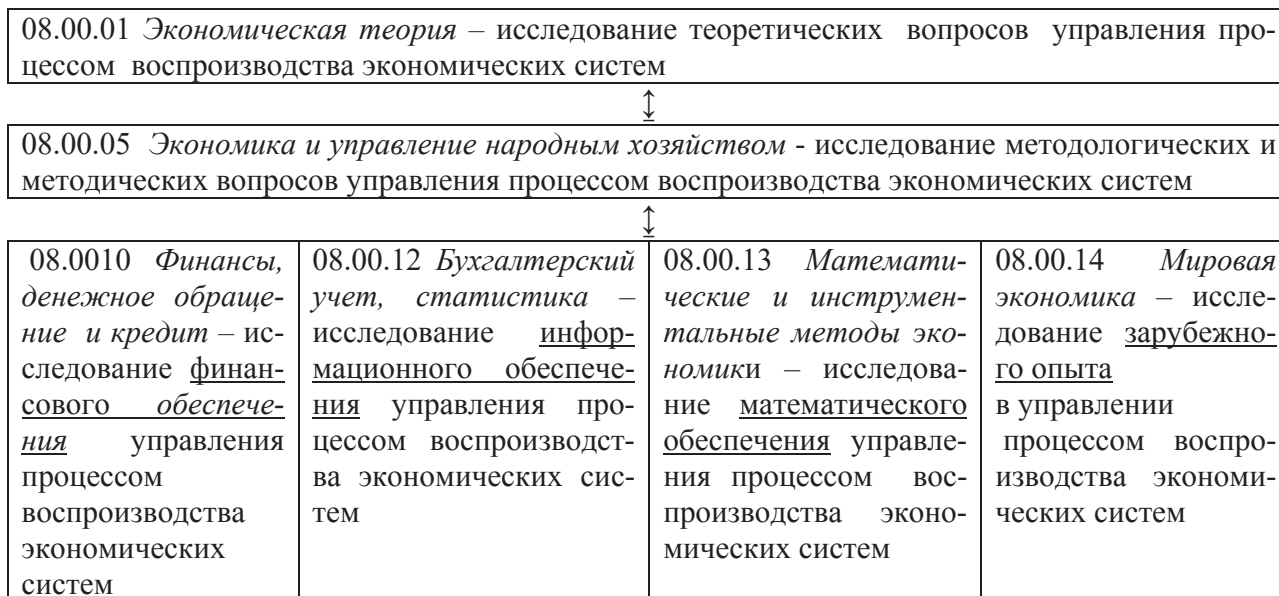 08.00.01 Экономическая теория – исследование теоретических вопросов управления про-
цессом воспроизводства экономических систем
↕
08.00.05 Экономика и управление народным хозяйством - исследование методологических и
методических вопросов управления процессом воспроизводства экономических систем
↕
08.0010 Финансы,
денежное обраще-
ние и кредит – ис-
следование финан-
сового обеспече-
ния управления
процессом
воспроизводства
экономических
систем
08.00.12 Бухгалтерский
учет, статистика –
исследование инфор-
мационного обеспече-
ния управления про-
цессом воспроизводст-
ва экономических сис-
тем
08.00.13 Математи-
ческие и инструмен-
тальные методы эко-
номики – исследова-
ние математического
обеспечения управле-
ния процессом вос-
производства эконо-
мических систем
08.00.14 Мировая
экономика – иссле-
дование зарубежно-
го опыта
в управлении
процессом воспро-
изводства экономи-
ческих систем